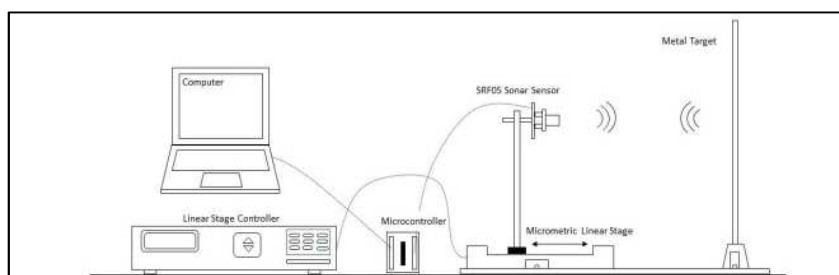 Metal Target
Computer
SRF05 Sonar Sensor
Linear Stage Controller
Microcontroller
Micrometric Linear Stage